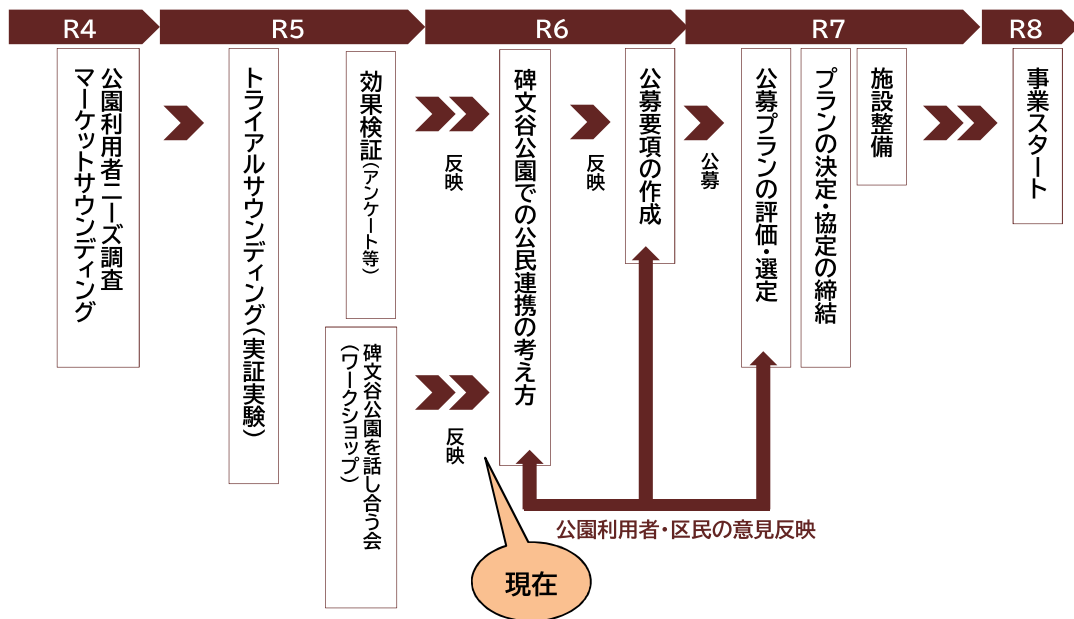 R4
R5
R6
R7
R8
公園利用者ニーズ調査
マーケットサウンディング
トライアルサウンディング(実証実験)
効果検証(アンケート等)
碑文谷公園を話し合う会
(ワークショップ)
反映
反映
碑文谷公園での公民連携の考え方
反映
公募要項の作成
公募
公募プランの評価・選定
プランの決定・協定の締結
施設整備
事業スタート
公園利用者・区民の意見反映
現在